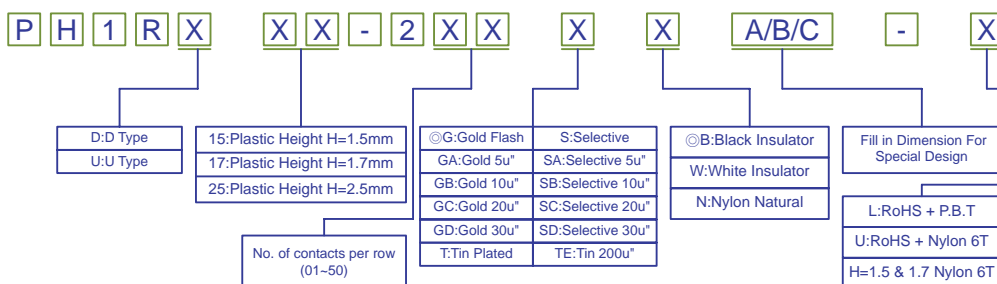 P H 1 R X X X - 2 X X X X A/B/C - X
D:D Type
U:U Type
15:Plastic Height H=1.5mm
17:Plastic Height H=1.7mm
25:Plastic Height H=2.5mm
No. of contacts per row
(01~50)
◎G:Gold Flash S:Selective
GA:Gold 5u" SA:Selective 5u"
GB:Gold 10u" SB:Selective 10u"
GC:Gold 20u" SC:Selective 20u"
GD:Gold 30u" SD:Selective 30u"
T:Tin Plated TE:Tin 200u"
◎B:Black Insulator
W:White Insulator
N:Nylon Natural
Fill in Dimension For
Special Design
L:RoHS + P.B.T
U:RoHS + Nylon 6T
H=1.5 & 1.7 Nylon 6T